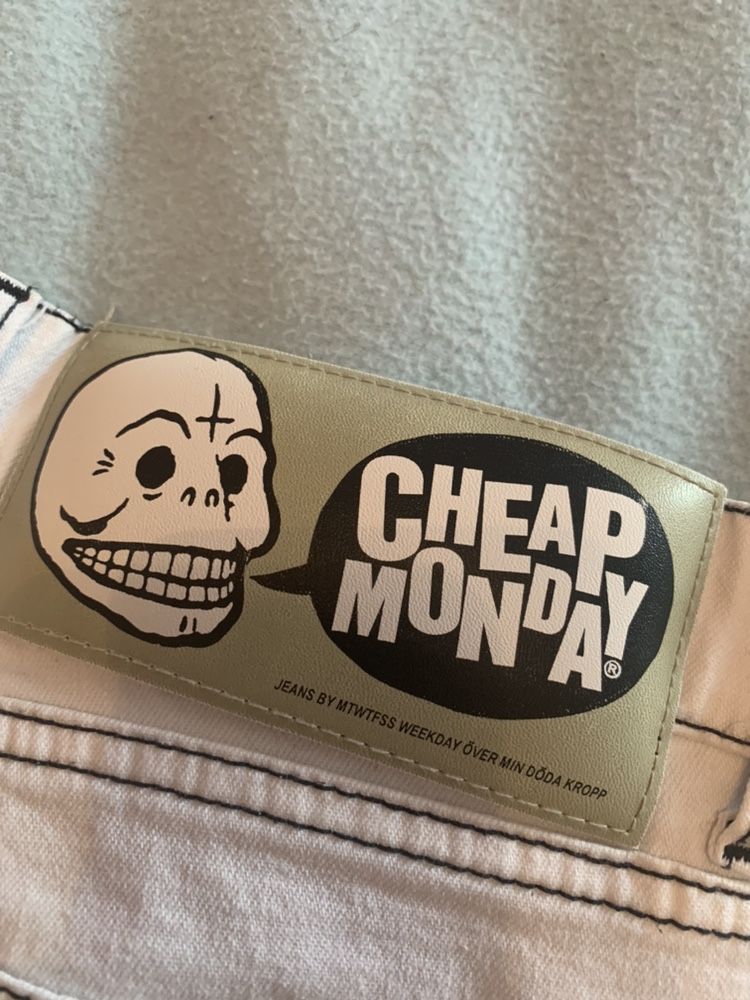 CHEAP
MONDAY®
JEANS BY MTWTFSS WEEKDAY ÖVER MIN DÖDA KROPP